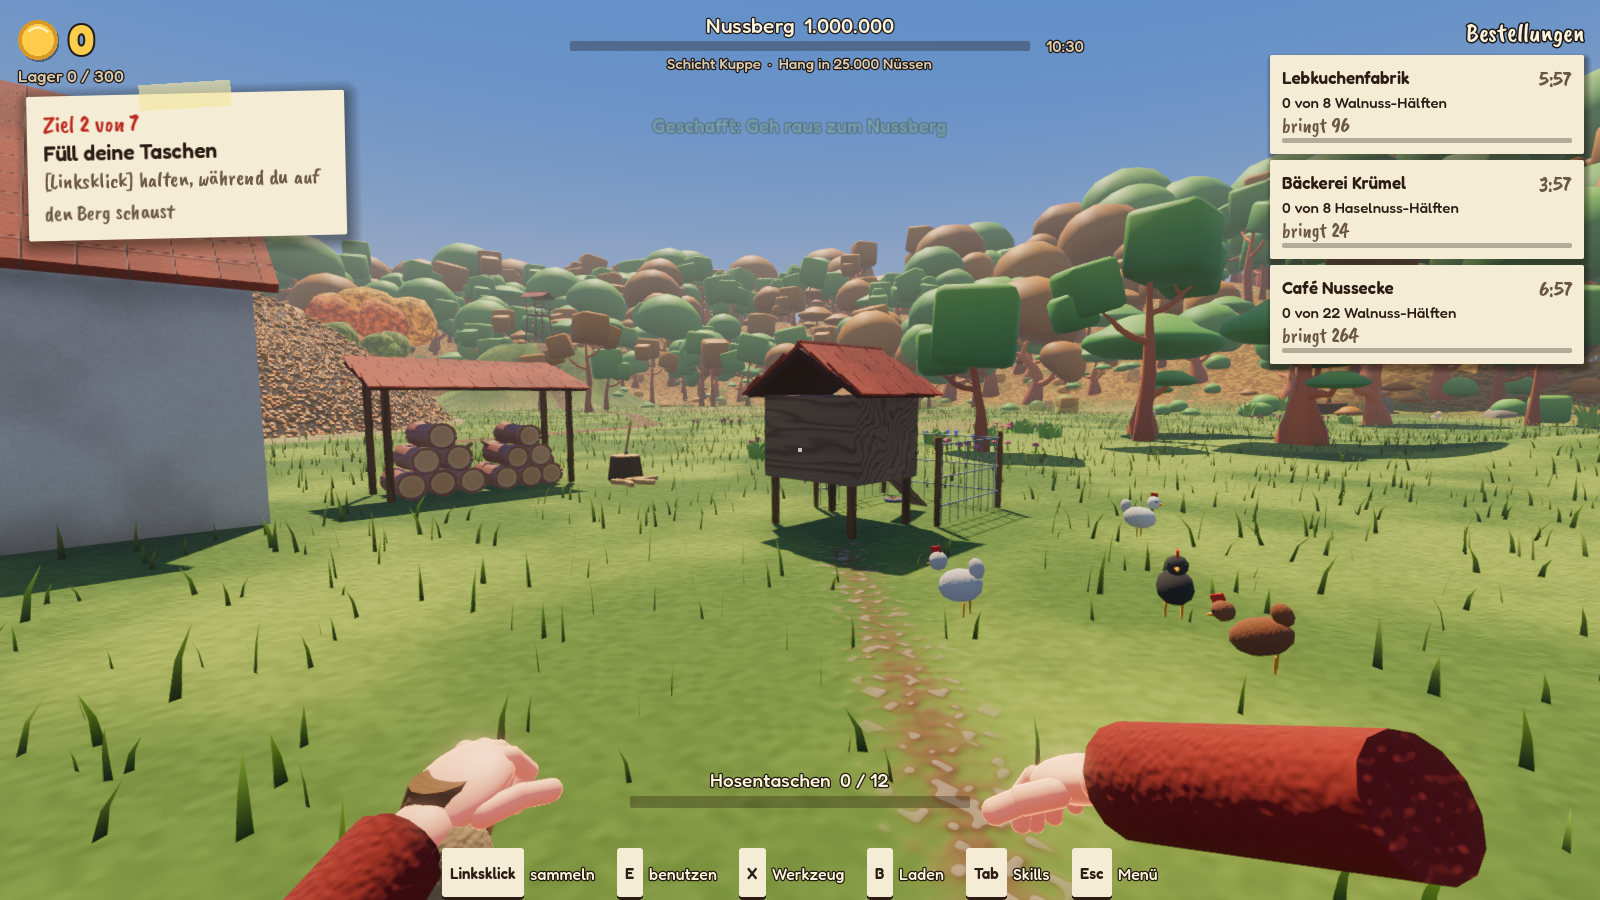 0
Lager 0 / 300
Ziel 2 von 7
Füll deine Taschen
[Linksklick] halten, während du auf
den Berg schaust
Nussberg 1.000.000
10:30
Schicht Kuppe · Hang in 25.000 Nüssen
Geschafft: Geh raus zum Nussberg
Bestellungen
Lebkuchenfabrik 5:57
0 von 8 Walnuss-Hälften
bringt 96
Bäckerei Krümel 3:57
0 von 8 Haselnuss-Hälften
bringt 24
Café Nussecke 6:57
0 von 22 Walnuss-Hälften
bringt 264
Hosentaschen 0 / 12
Linksklick sammeln E benutzen X Werkzeug B Laden Tab Skills Esc Menü